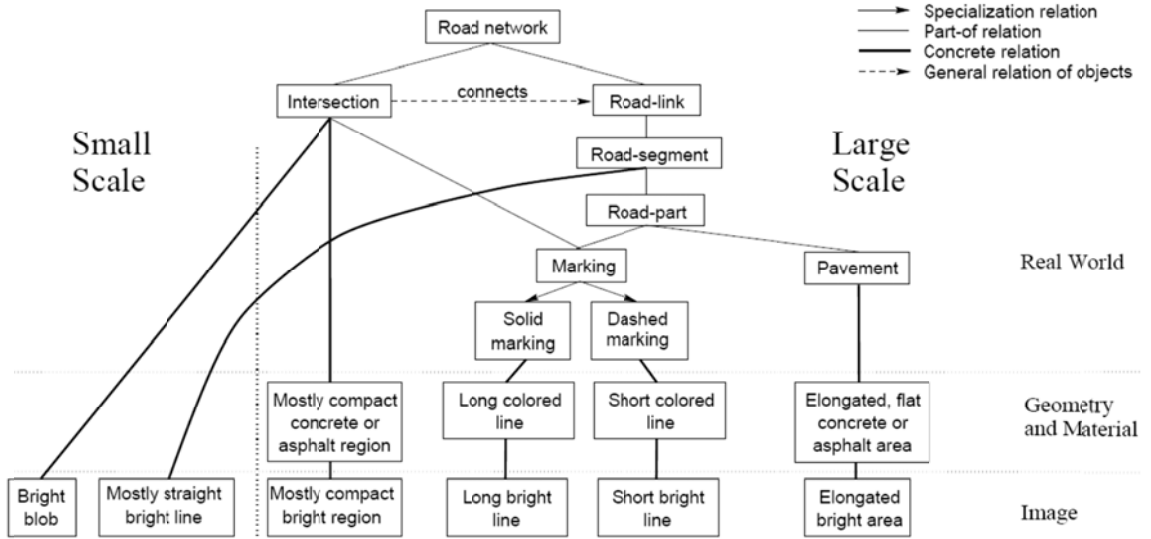 Road network
Specialization relation
Part-of relation
Concrete relation
General relation of objects
Intersection
connects
Road-link
Small
Scale
Large
Scale
Road-segment
Road-part
Marking
Pavement
Real World
Solid
marking
Dashed
marking
Mostly compact
concrete or
asphalt region
Long colored
line
Short colored
line
Elongated, flat
concrete or
asphalt area
Geometry
and Material
Bright
blob
Mostly straight
bright line
Mostly compact
bright region
Long bright
line
Short bright
line
Elongated
bright area
Image